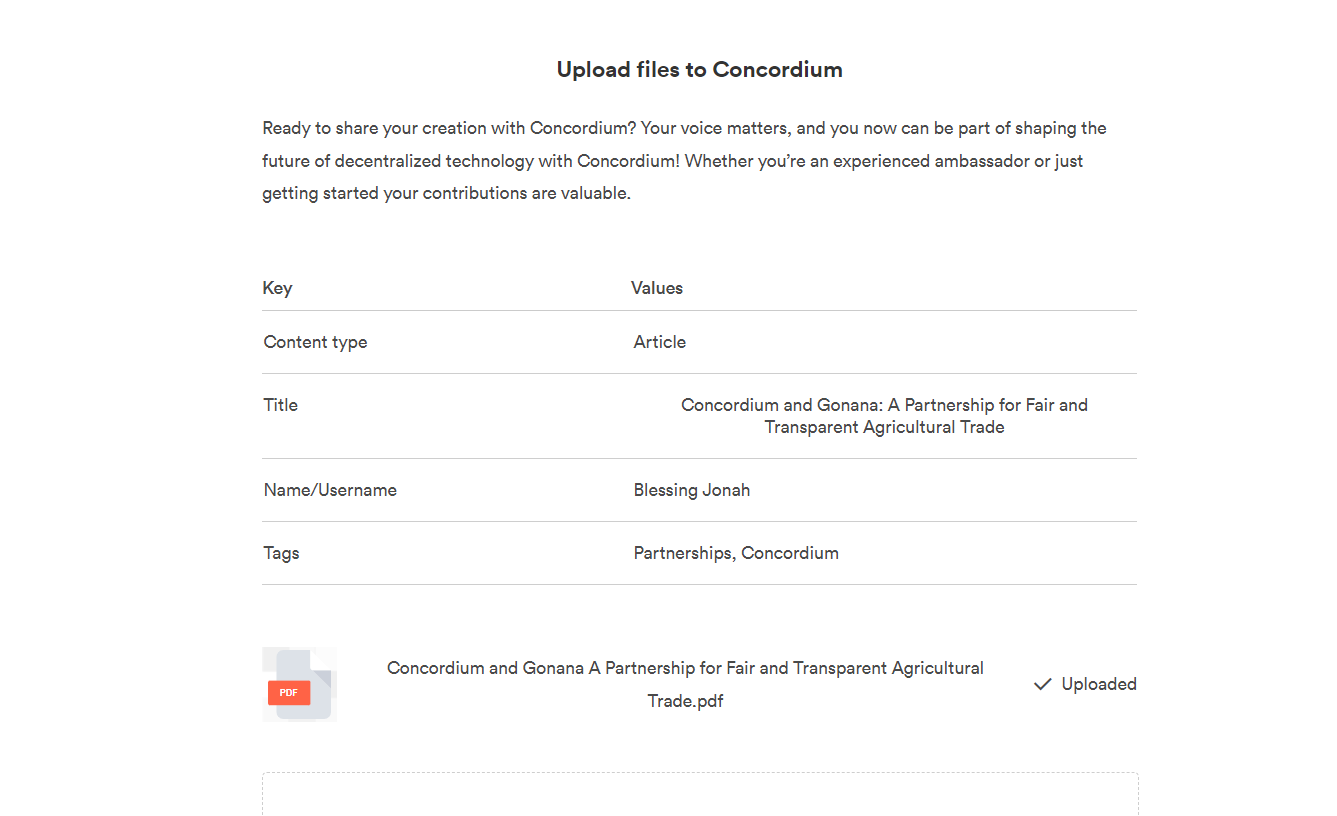 Upload files to Concordium
Ready to share your creation with Concordium? Your voice matters, and you now can be part of shaping the
future of decentralized technology with Concordium! Whether you’re an experienced ambassador or just
getting started your contributions are valuable.
Key Values
Content type Article
Title Concordium and Gonana: A Partnership for Fair and
Transparent Agricultural Trade
Name/Username Blessing Jonah
Tags Partnerships, Concordium
Concordium and Gonana A Partnership for Fair and Transparent Agricultural
Trade.pdf
PDF
Uploaded